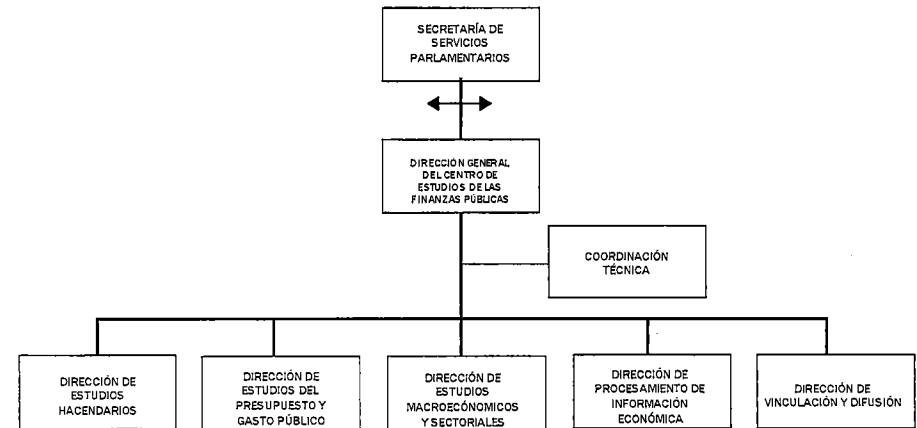 SECRETARÍA DE
SERVICIOS
PARLAMENTARIOS
DIRECCIÓN GENERAL
DEL CENTRO DE
ESTUDIOS DE LAS
FINANZAS PÚBLICAS
COORDINACIÓN
TÉCNICA
DIRECCIÓN DE
ESTUDIOS
HACENDARIOS
DIRECCIÓN DE
ESTUDIOS DEL
PRESUPUESTO Y
GASTO PÚBLICO
DIRECCIÓN DE
ESTUDIOS
MACROECÓNOMICOS
Y SECTORIALES
DIRECCIÓN DE
PROCESAMIENTO DE
INFORMACIÓN
ECONÓMICA
DIRECCIÓN DE
VINCULACIÓN Y DIFUSIÓN